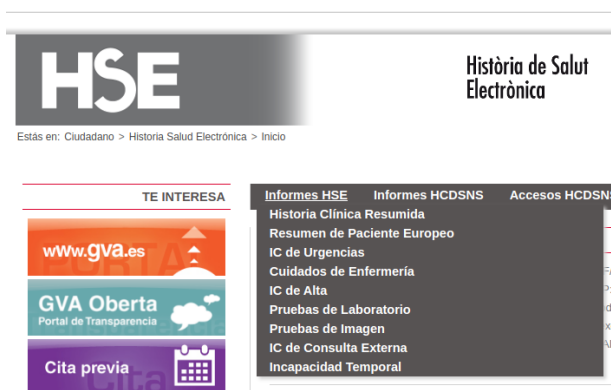 HSE
Història de Salut
Electrònica
Estás en: Ciudadano > Historia Salud Electrónica > Inicio
TE INTERESA
Informes HSE Informes HCDSNS Accesos HCDSNS
Historia Clínica Resumida
Resumen de Paciente Europeo
IC de Urgencias
Cuidados de Enfermería
IC de Alta
Pruebas de Laboratorio
Pruebas de Imagen
IC de Consulta Externa
Incapacidad Temporal
PORTA
www.gva.es
GVA Oberta
Portal de Transparencia
Transparencia
Cita previa
Cita